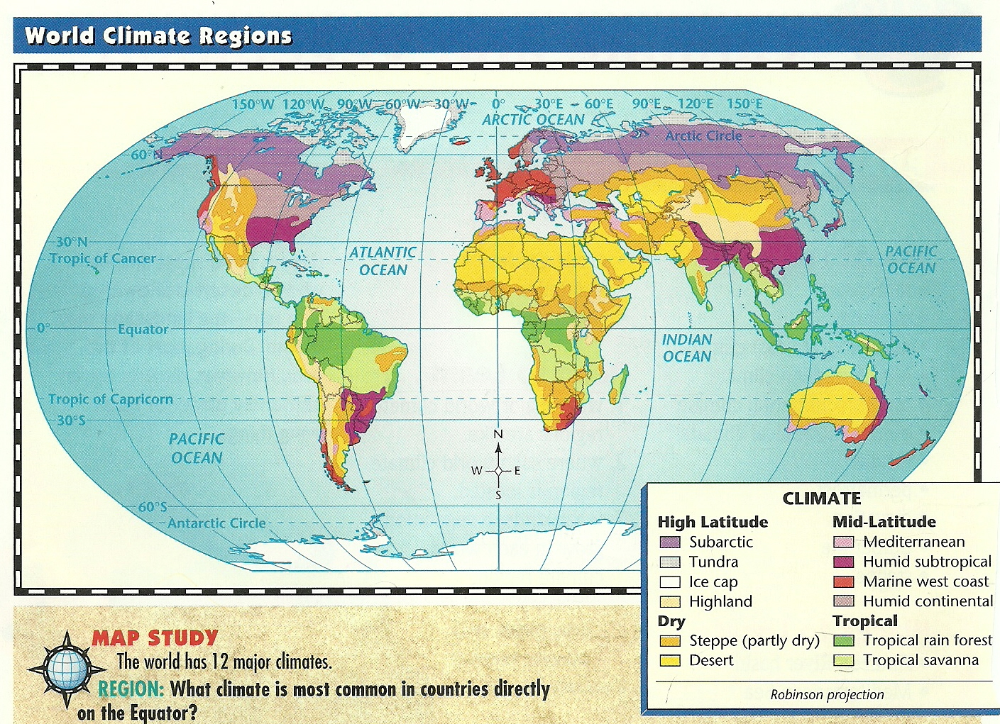 World Climate Regions
150°W 120°W 90°W 60°W 30°W 0° 30°E 60°E 90°E 120°E 150°E
ARCTIC OCEAN
Arctic Circle
60°N
30°N
Tropic of Cancer
ATLANTIC
OCEAN
PACIFIC
OCEAN
0°
Equator
INDIAN
OCEAN
Tropic of Capricorn
30°S
PACIFIC
OCEAN
N
W E
S
60°S
Antarctic Circle
CLIMATE
High Latitude
Subarctic
Tundra
Ice cap
Highland
Dry
Steppe (partly dry)
Desert
Mid-Latitude
Mediterranean
Humid subtropical
Marine west coast
Humid continental
Tropical
Tropical rain forest
Tropical savanna
Robinson projection
MAP STUDY
The world has 12 major climates.
REGION: What climate is most common in countries directly
on the Equator?